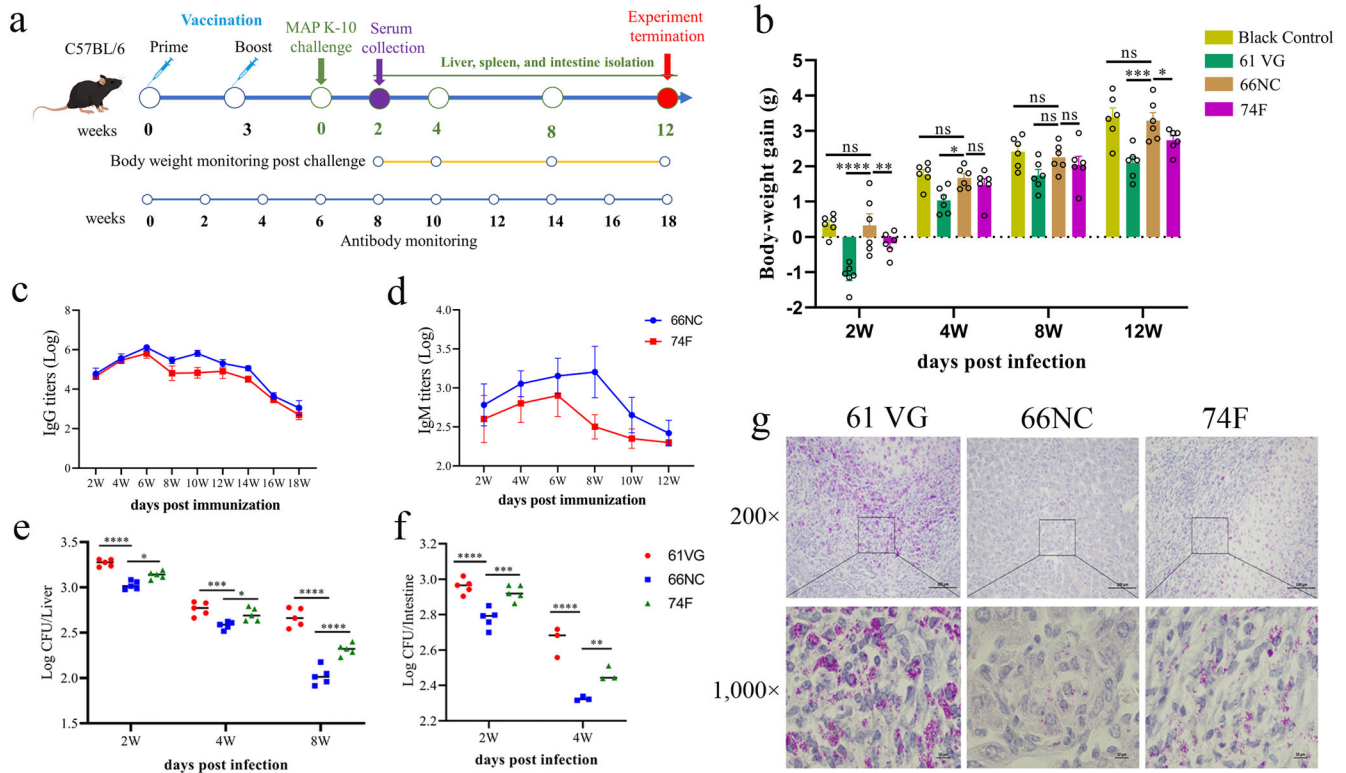 a
C57BL/6
Vaccination
Prime
Boost
MAP K-10
challenge
Serum
collection
Experiment
termination
Liver, spleen, and intestine isolation
weeks 0 3 0 2 4 8 12
Body weight monitoring post challenge
weeks 0 2 4 6 8 10 12 14 16 18
Antibody monitoring
b
Body-weight gain (g)
5
4
3
2
1
0
-1
-2
ns
**** **
ns
* ns
ns
ns ns
ns
*** *
2W 4W 8W 12W
days post infection
Black Control
61 VG
66NC
74F
c
IgG titers (Log)
8
6
4
2
0
2W 4W 6W 8W 10W 12W 14W 16W 18W
days post immunization
d
IgM titers (Log)
4.0
3.5
3.0
2.5
2.0
2W 4W 6W 8W 10W 12W
days post immunization
66NC
74F
e
Log CFU/Liver
3.5
3.0
2.5
2.0
1.5
**** *
*** *
**** ****
2W 4W 8W
days post infection
f
Log CFU/Intestine
3.2
3.0
2.8
2.6
2.4
2.2
**** ***
**** **
2W 4W
days post infection
61VG
66NC
74F
g
61 VG 66NC 74F
200×
1,000×